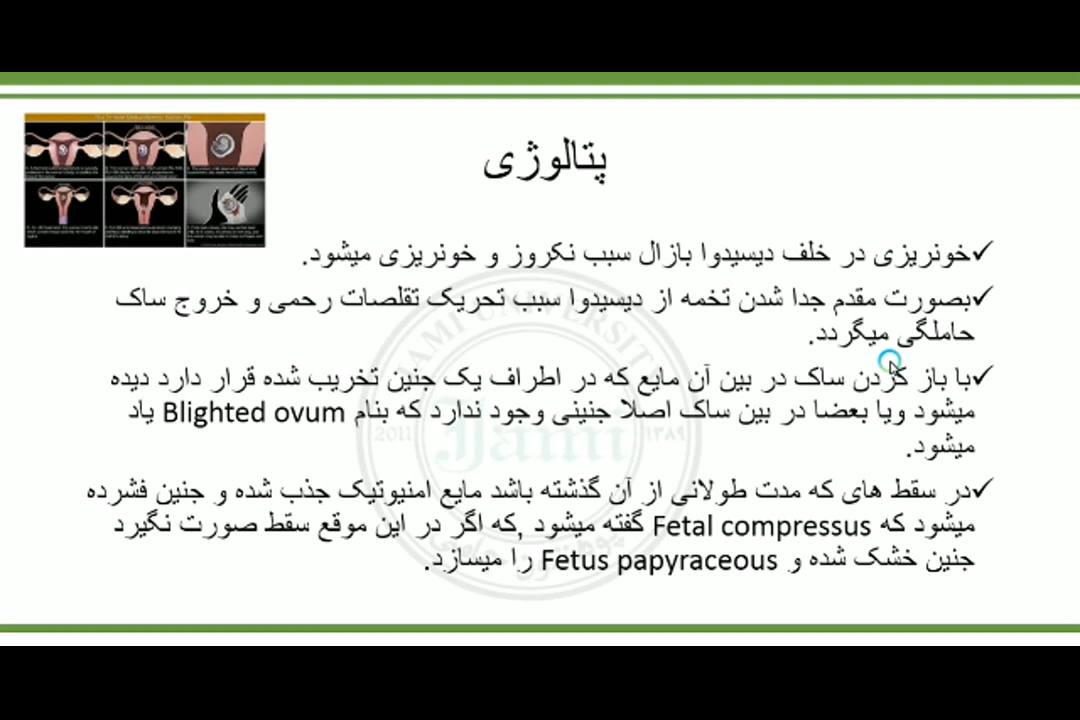 پتالوژی
✓خونریزی در خلف دیسیدوا بازال سبب نکروز و خونریزی میشود.
✓بصورت مقدم جدا شدن تخمه از دیسیدوا سبب تحریک تقلصات رحمی و خروج ساک
حاملگی میگردد.
✓با باز کردن ساک در بین آن مایع که در اطراف یک جنین تخریب شده قرار دارد دیده
میشود ویا بعضا در بین ساک اصلا جنینی وجود ندارد که بنام Blighted ovum یاد
میشود.
✓در سقط های که مدت طولانی از آن گذشته باشد مایع امنیوتیک جذب شده و جنین فشرده
میشود که Fetal compressus گفته میشود ,که اگر در این موقع سقط صورت نگیرد
جنین خشک شده و Fetus papyraceous را میسازد.
JAMI UNIVERSITY
2011
Jami
۱۳۸۹